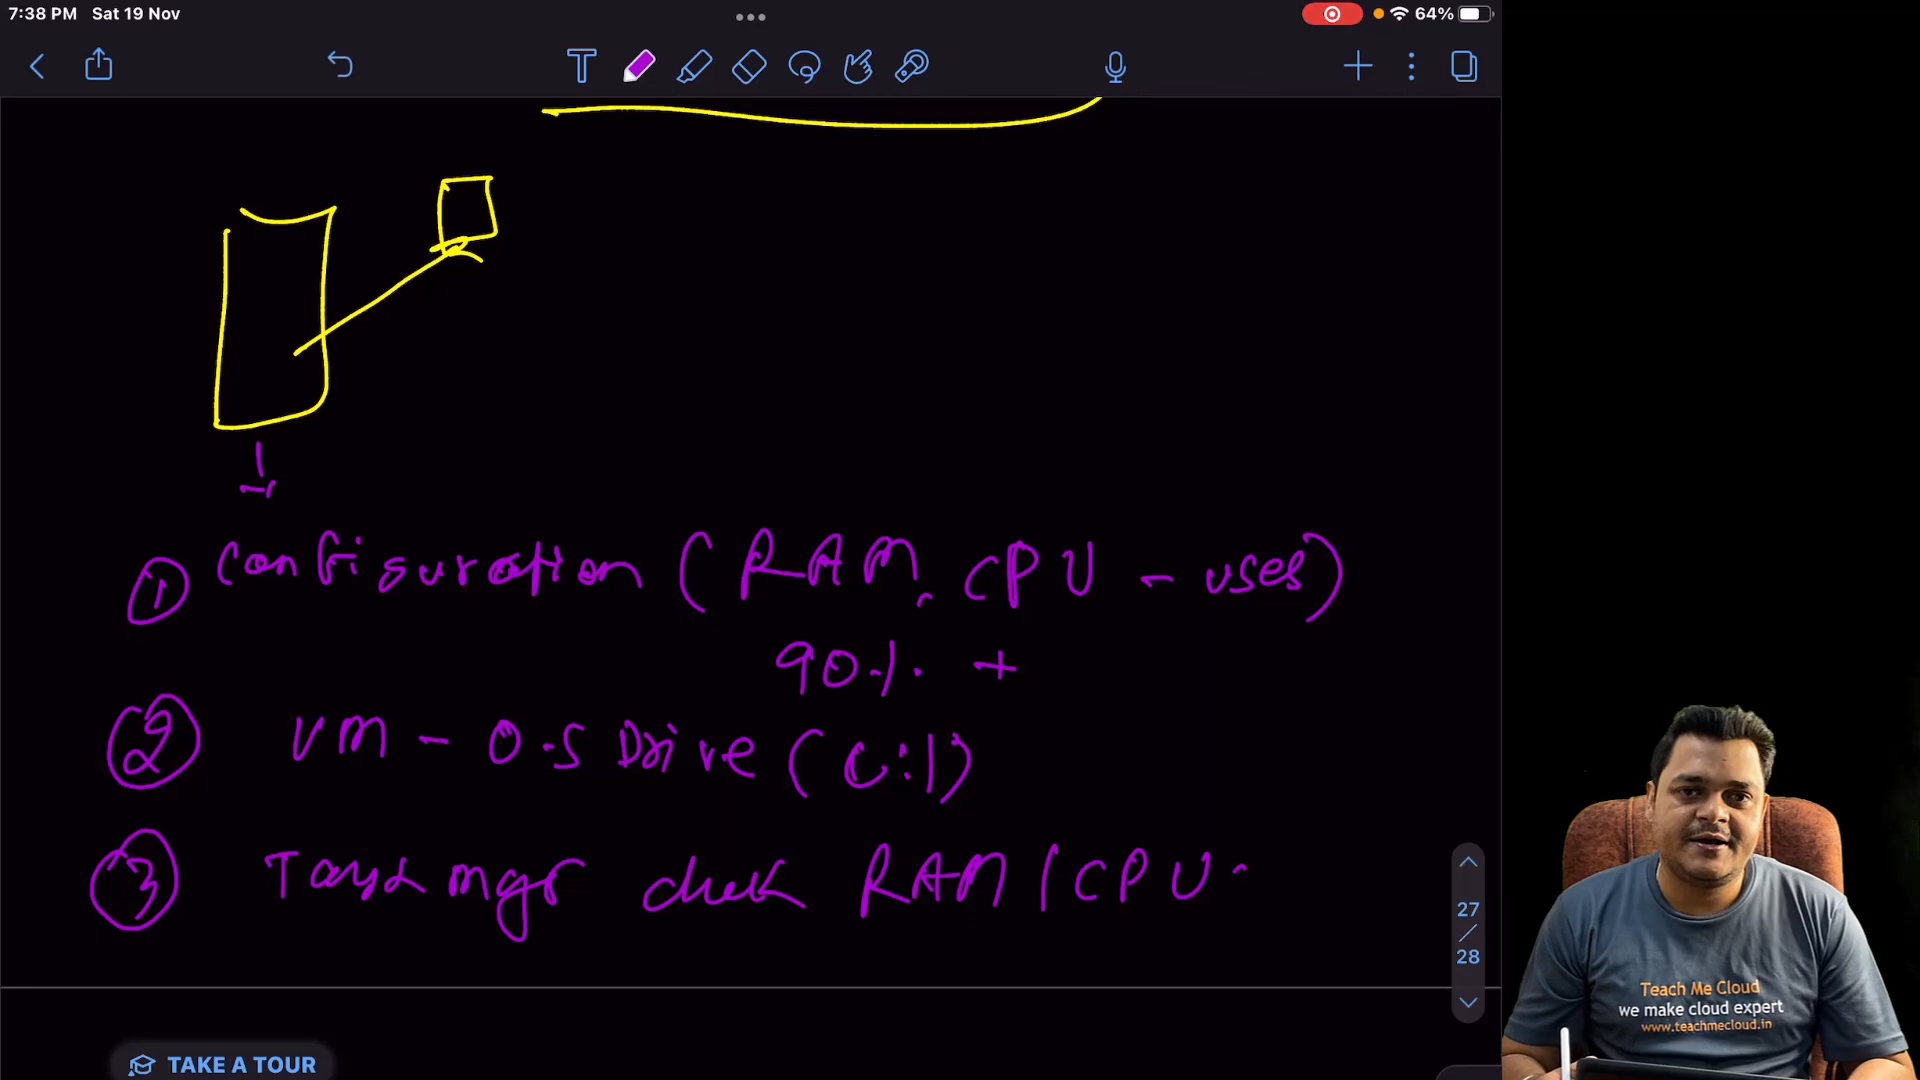 7:38 PM Sat 19 Nov
64%
T
① Configuration (RAM, CPU - uses)
90% +
② VM - O.S Drive (C:\)
③ Task mgr chek RAM / CPU -
27
/
28
Teach Me Cloud
we make cloud expert
www.teachmecloud.in
TAKE A TOUR